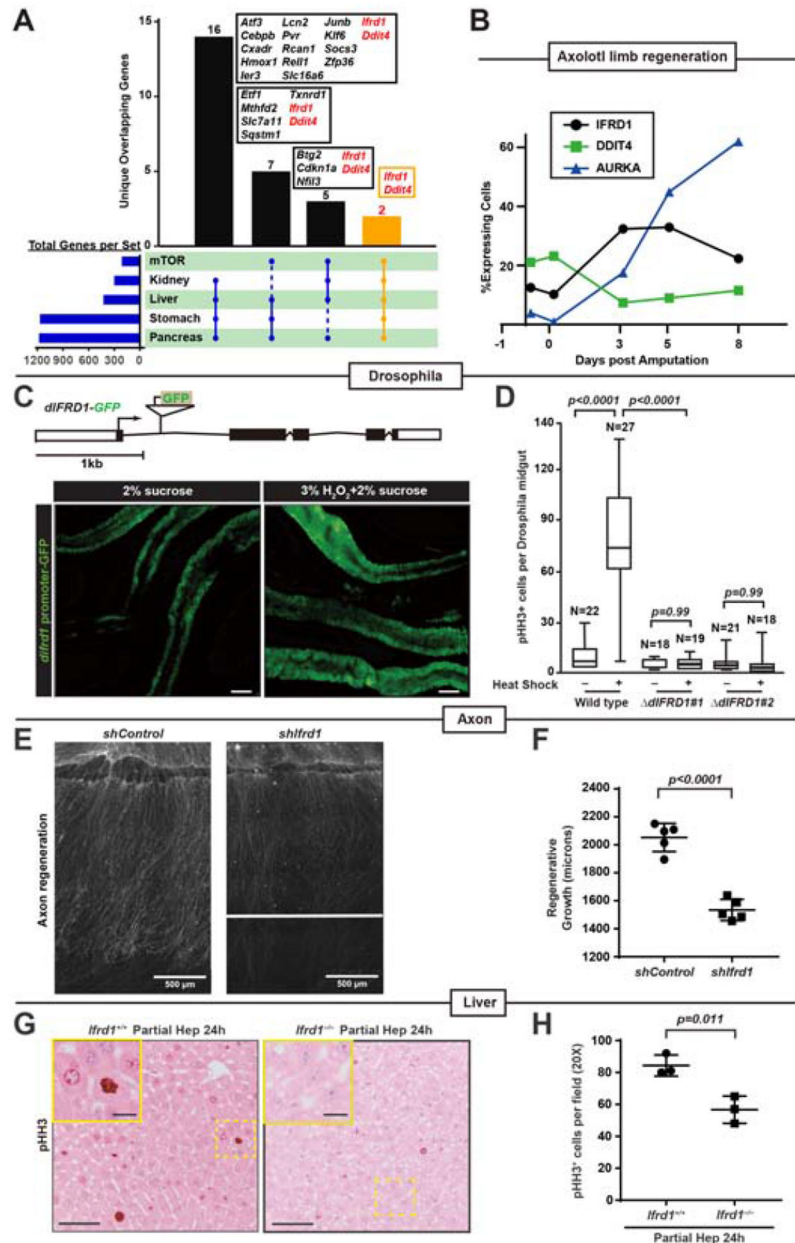 A
Unique Overlapping Genes
15
10
5
0
16
Atf3 Lcn2 Junb Ifrd1
Cebpb Pvr Klf6 Ddit4
Cxadr Rcan1 Socs3
Hmox1 Rell1 Zfp36
Ier3 Slc16a6
Etf1 Txnrd1
Mthfd2 Ifrd1
Slc7a11 Ddit4
Sqstm1
7
Btg2 Ifrd1
Cdkn1a Ddit4
Nfil3
5
Ifrd1
Ddit4
2
Total Genes per Set
mTOR
Kidney
Liver
Stomach
Pancreas
1200 900 600 300 0
B
Axolotl limb regeneration
IFRD1
DDIT4
AURKA
%Expressing Cells
60
40
20
-1 0 3 5 8
Days post Amputation
Drosophila
C
dIFRD1-GFP
GFP
1kb
2% sucrose
3% H₂O₂+2% sucrose
difrd1 promoter-GFP
D
pHH3+ cells per Drosophila midgut
140
120
90
60
30
0
p<0.0001
p<0.0001
N=27
N=22
p=0.99
N=18 N=19
p=0.99
N=21 N=18
Heat Shock – + – + – +
Wild type ΔdIFRD1#1 ΔdIFRD1#2
Axon
E
shControl
shIfrd1
Axon regeneration
500 µm
500 µm
F
Regenerative
Growth (microns)
2400
2200
2000
1800
1600
1400
1200
p<0.0001
shControl shIfrd1
Liver
G
Ifrd1+/+ Partial Hep 24h
Ifrd1–/– Partial Hep 24h
pHH3
H
pHH3+ cells per field (20X)
100
80
60
40
20
0
p=0.011
Ifrd1+/+ Ifrd1–/–
Partial Hep 24h